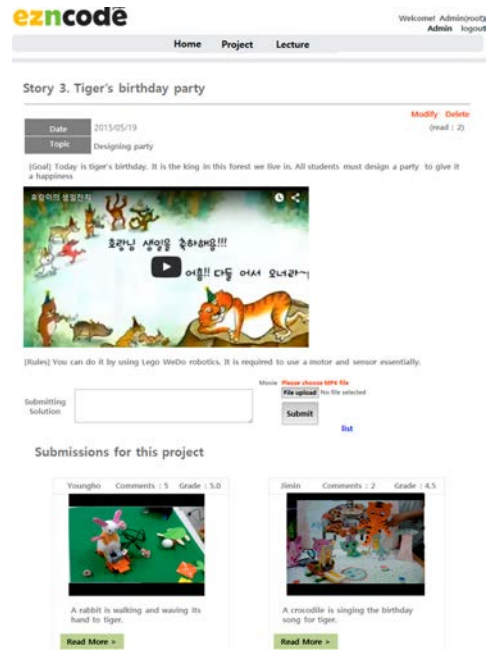 ezncode
Welcome! Admin(root)
Admin logout
Home Project Lecture
Story 3. Tiger's birthday party
Modify Delete
Date 2015/05/19 (read : 2)
Topic Designing party
[Goal] Today is tiger's birthday. It is the king in this forest we live in. All students must design a party to give it
a happiness
호랑이의 생일잔치
호랑님 생일을 축하해용!!!
어흥!! 다들 어서 오너라~
[Rules] You can do it by using Lego WeDo robotics. It is required to use a motor and sensor essentially.
Movie Please choose MP4 file
File upload No file selected
Submitting
Solution
Submit
list
Submissions for this project
Youngho Comments : 5 Grade : 5.0
A rabbit is walking and waving its
hand to tiger.
Read More »
Jimin Comments : 2 Grade : 4.5
A crocodile is singing the birthday
song for tiger.
Read More »